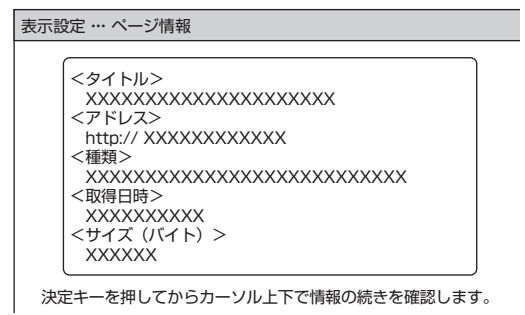 表示設定 … ページ情報
＜タイトル＞
XXXXXXXXXXXXXXXXXXXXX
＜アドレス＞
http:// XXXXXXXXXXXX
＜種類＞
XXXXXXXXXXXXXXXXXXXXXXXXXXX
＜取得日時＞
XXXXXXXXXX
＜サイズ（バイト）＞
XXXXXX
決定キーを押してからカーソル上下で情報の続きを確認します。